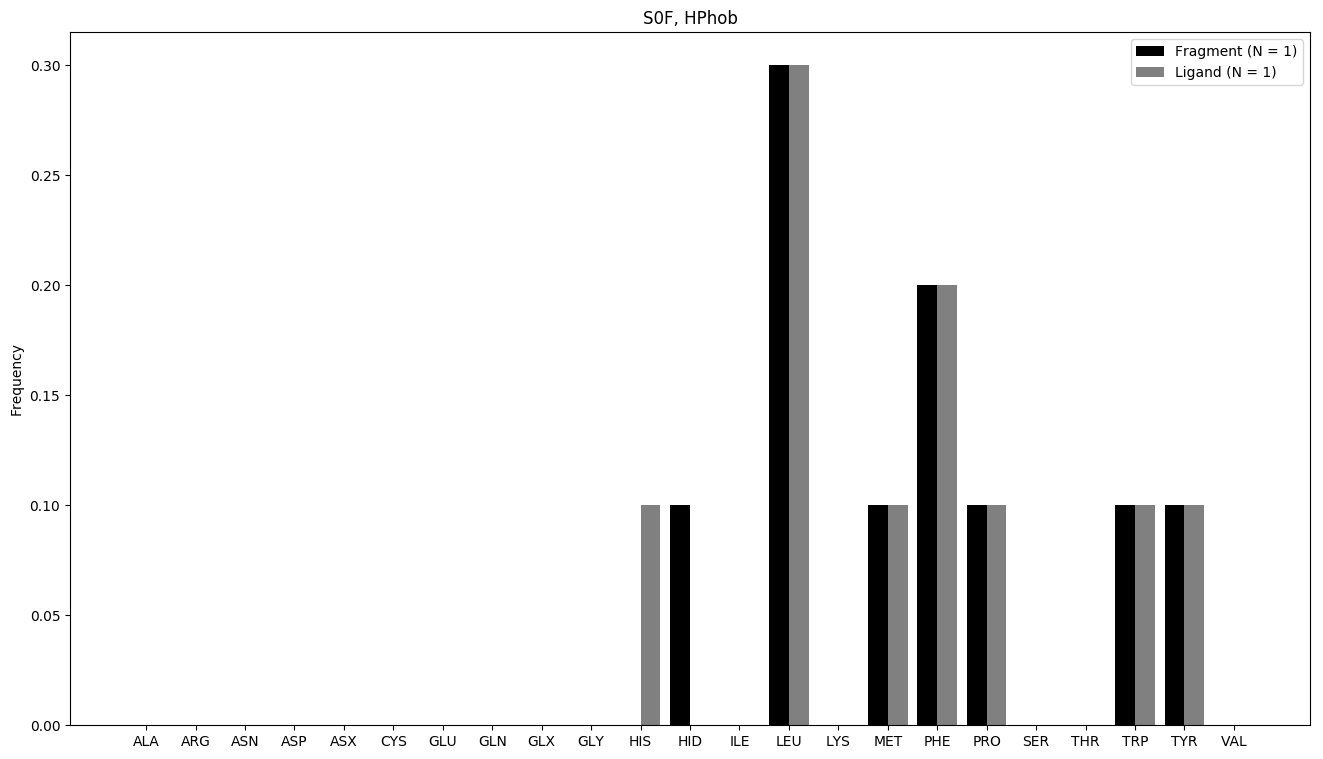 S0F, HPhob
Fragment (N = 1)
Ligand (N = 1)
Frequency
0.30
0.25
0.20
0.15
0.10
0.05
0.00
ALA ARG ASN ASP ASX CYS GLU GLN GLX GLY HIS HID ILE LEU LYS MET PHE PRO SER THR TRP TYR VAL